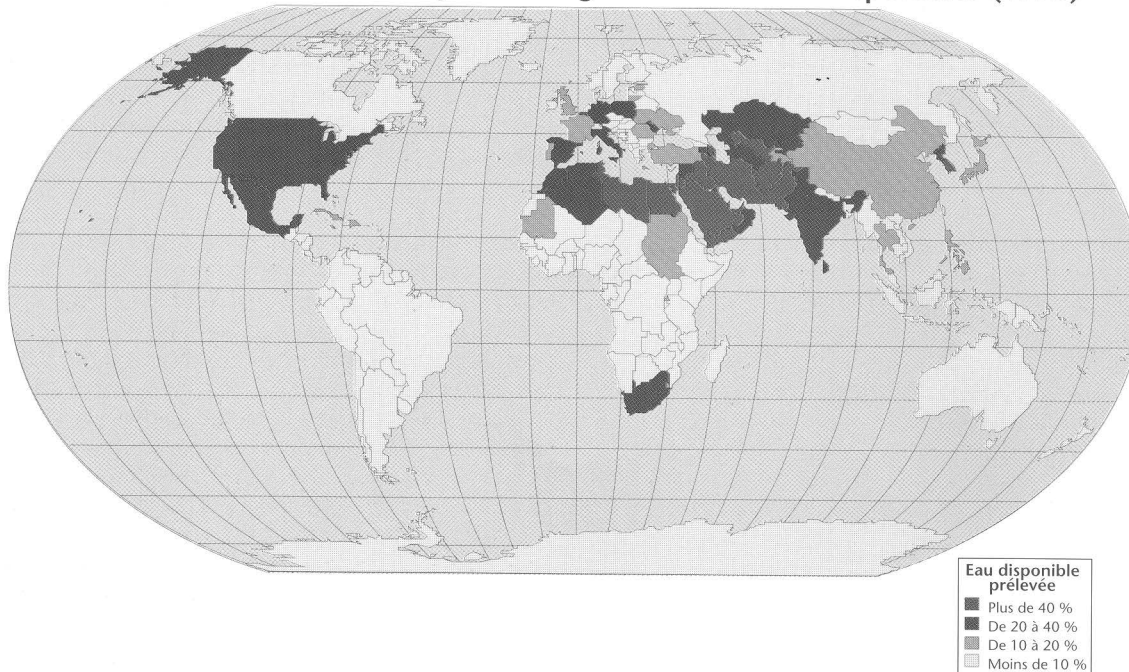 Eau disponible
prélevée
Plus de 40 %
De 20 à 40 %
De 10 à 20 %
Moins de 10 %